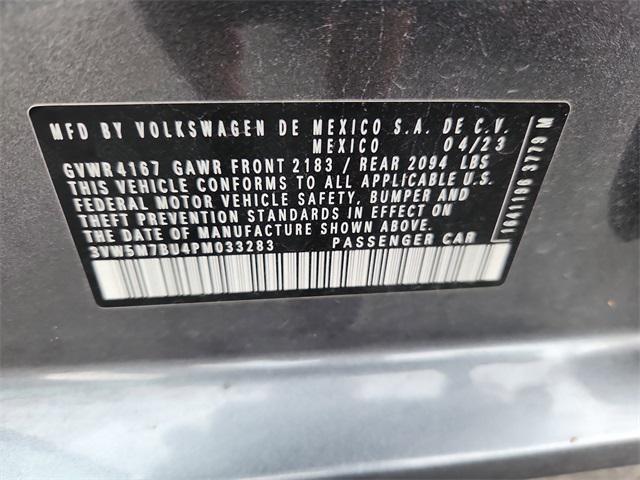 MFD BY VOLKSWAGEN DE MEXICO S.A. DE C.V.
MEXICO 04/23
GVWR 4167 GAWR FRONT 2183 / REAR 2094 LBS
THIS VEHICLE CONFORMS TO ALL APPLICABLE U.S.
FEDERAL MOTOR VEHICLE SAFETY, BUMPER AND
THEFT PREVENTION STANDARDS IN EFFECT ON
THE DATE OF MANUFACTURE SHOWN ABOVE.
3VW5M7BU4PM033283 PASSENGER CAR
3779 M